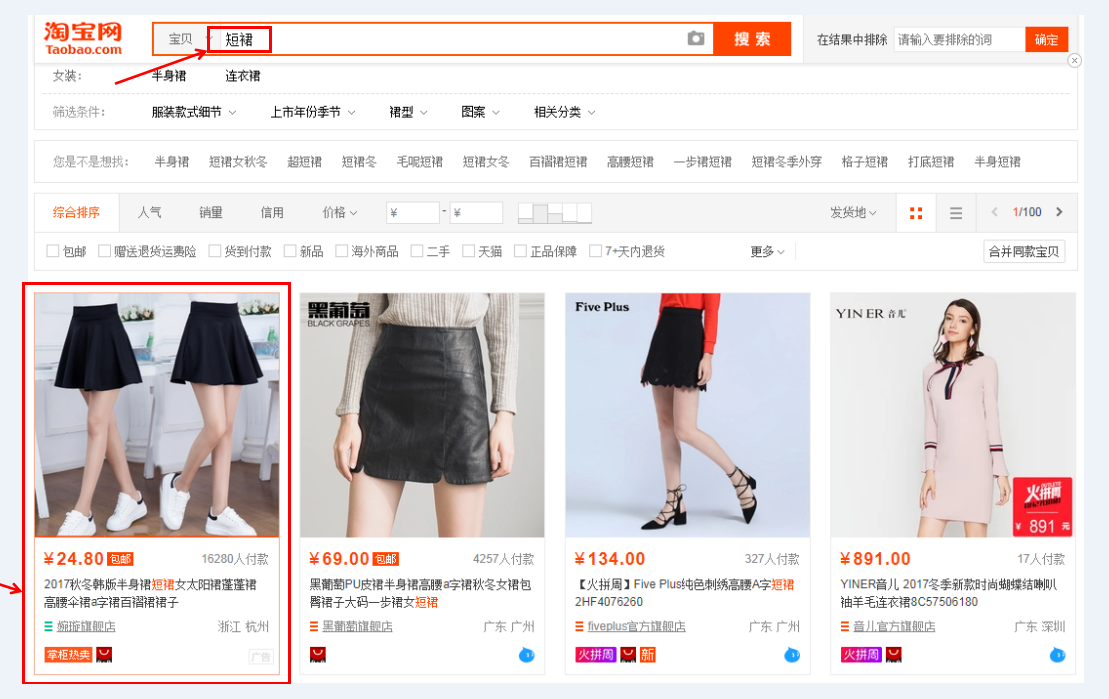 淘宝网
Taobao.com
宝贝 短裙 搜 索 在结果中排除 请输入要排除的词 确定
女装: 半身裙 连衣裙
筛选条件: 服装款式细节 上市年份季节 裙型 图案 相关分类
您是不是想找: 半身裙 短裙女秋冬 超短裙 短裙冬 毛呢短裙 短裙女冬 百褶裙短裙 高腰短裙 一步裙短裙 短裙冬季外穿 格子短裙 打底短裙 半身短裙
综合排序 人气 销量 信用 价格 ¥ - ¥ 发货地 1/100
包邮 赠送退货运费险 货到付款 新品 海外商品 二手 天猫 正品保障 7+天内退货 更多 合并同款宝贝
黑葡萄
BLACK GRAPES
Five Plus
YIN ER 音儿
火拼周
¥ 891 元
¥24.80 包邮 16280人付款
2017秋冬韩版半身裙短裙女太阳裙蓬蓬裙
高腰伞裙a字裙百褶裙裙子
婉璇旗舰店 浙江 杭州
掌柜热卖 广告
¥69.00 包邮 4257人付款
黑葡萄PU皮裙半身裙高腰a字裙秋冬女裙包
臀裙子大码一步裙女短裙
黑葡萄旗舰店 广东 广州
¥134.00 327人付款
【火拼周】Five Plus纯色刺绣高腰A字短裙
2HF4076260
fiveplus官方旗舰店 广东 广州
火拼周 新
¥891.00 17人付款
YINER音儿 2017冬季新款时尚蝴蝶结喇叭
袖羊毛连衣裙8C57506180
音儿官方旗舰店 广东 深圳
火拼周